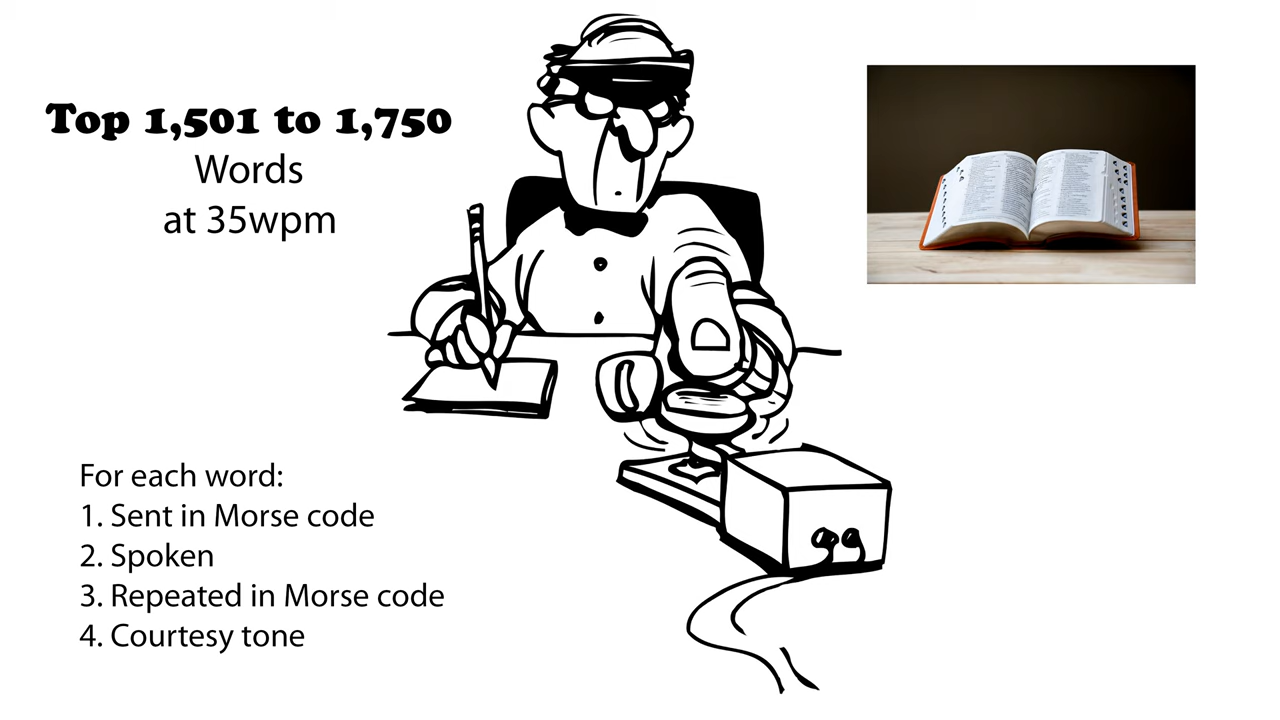 Top 1,501 to 1,750
Words
at 35wpm
For each word:
1. Sent in Morse code
2. Spoken
3. Repeated in Morse code
4. Courtesy tone